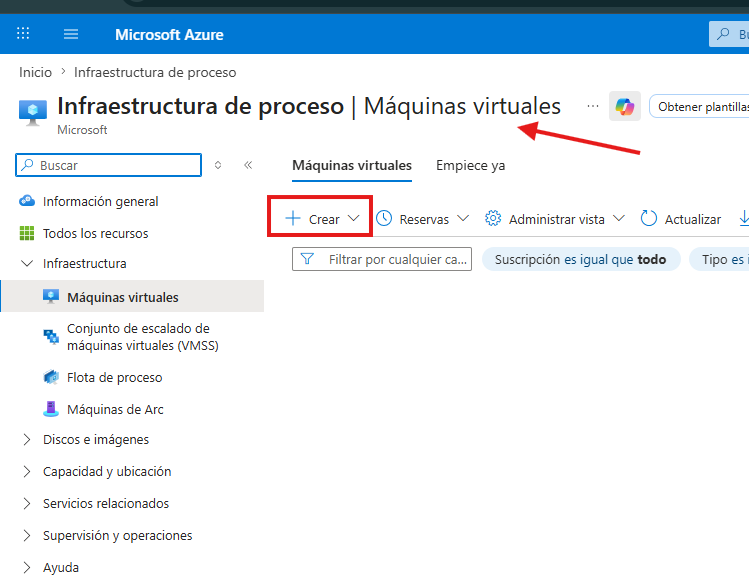 Microsoft Azure
Inicio > Infraestructura de proceso
Infraestructura de proceso | Máquinas virtuales
Obtener plantillas
Microsoft
Buscar
Máquinas virtuales Empiece ya
Información general
Crear Reservas Administrar vista Actualizar
Todos los recursos
Filtrar por cualquier ca... Suscripción es igual que todo Tipo es
Infraestructura
Máquinas virtuales
Conjunto de escalado de
máquinas virtuales (VMSS)
Flota de proceso
Máquinas de Arc
Discos e imágenes
Capacidad y ubicación
Servicios relacionados
Supervisión y operaciones
Ayuda